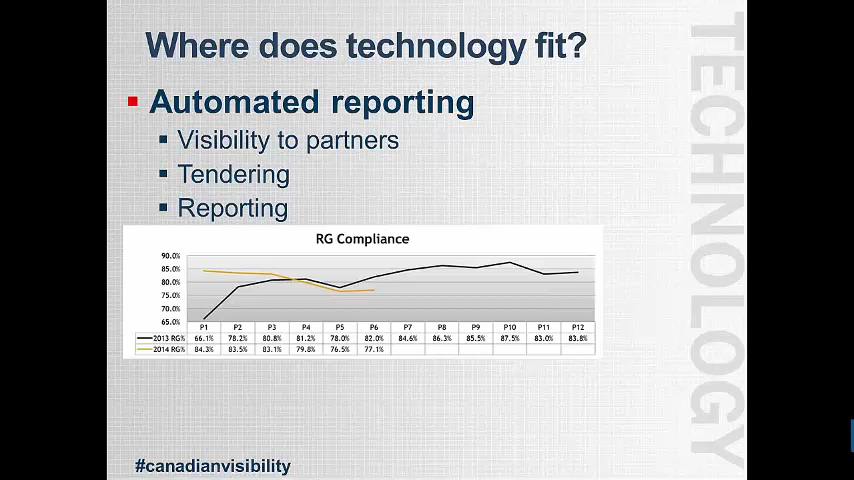 Where does technology fit?
Automated reporting
Visibility to partners
Tendering
Reporting
RG Compliance
90.0%
85.0%
80.0%
75.0%
70.0%
65.0%
P1 P2 P3 P4 P5 P6 P7 P8 P9 P10 P11 P12
2013 RG% 66.1% 78.2% 80.8% 81.2% 78.0% 82.0% 84.6% 86.3% 85.5% 87.5% 83.0% 83.8%
2014 RG% 84.3% 83.5% 83.1% 79.8% 76.5% 77.1%
#canadianvisibility
TECHNOLOGY